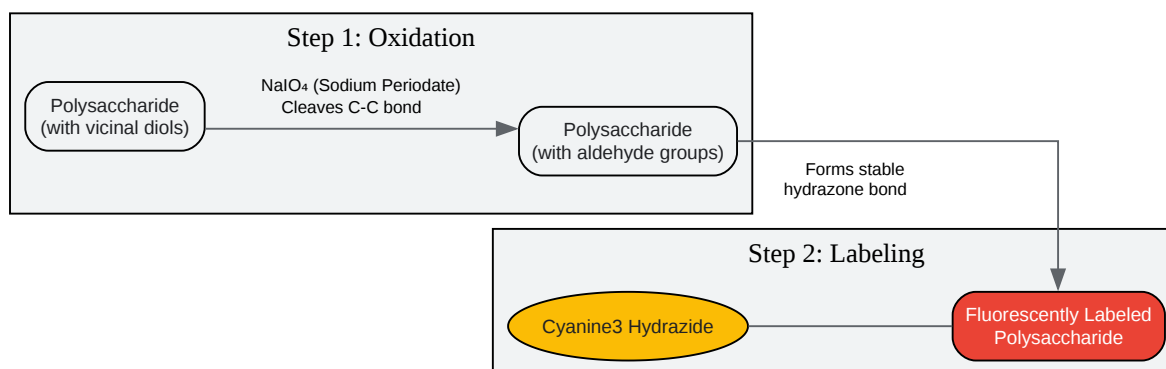 Step 1: Oxidation
NaIO₄ (Sodium Periodate)
Cleaves C-C bond
Polysaccharide
(with vicinal diols)
Polysaccharide
(with aldehyde groups)
Forms stable
hydrazone bond
Step 2: Labeling
Cyanine3 Hydrazide
Fluorescently Labeled
Polysaccharide